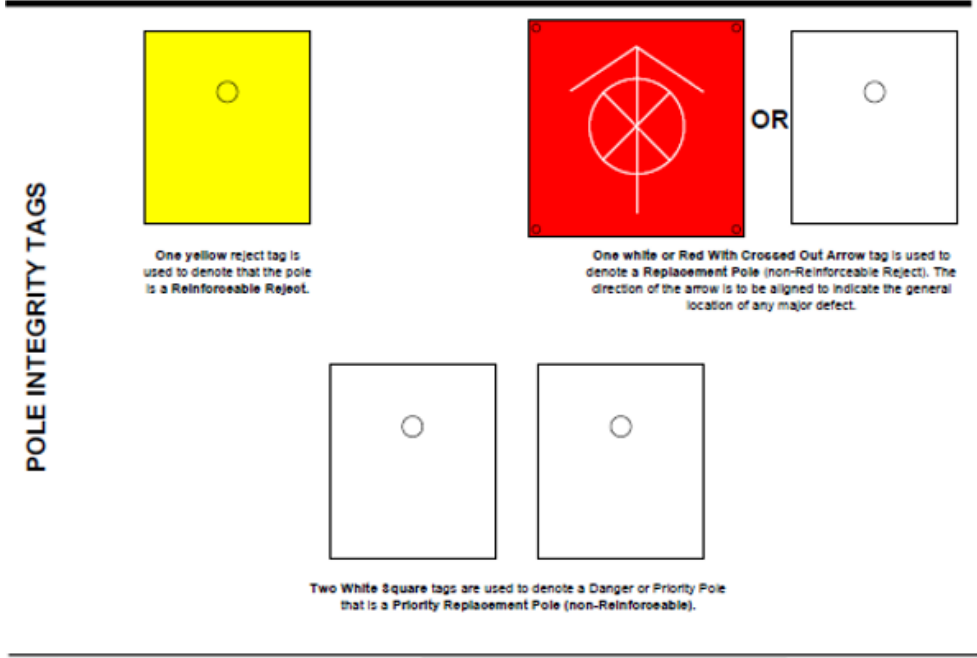 POLE INTEGRITY TAGS
OR
One yellow reject tag is
used to denote that the pole
is a Reinforceable Reject.
One white or Red With Crossed Out Arrow tag is used to
denote a Replacement Pole (non-Reinforceable Reject). The
direction of the arrow is to be aligned to indicate the general
location of any major defect.
Two White Square tags are used to denote a Danger or Priority Pole
that is a Priority Replacement Pole (non-Reinforceable).